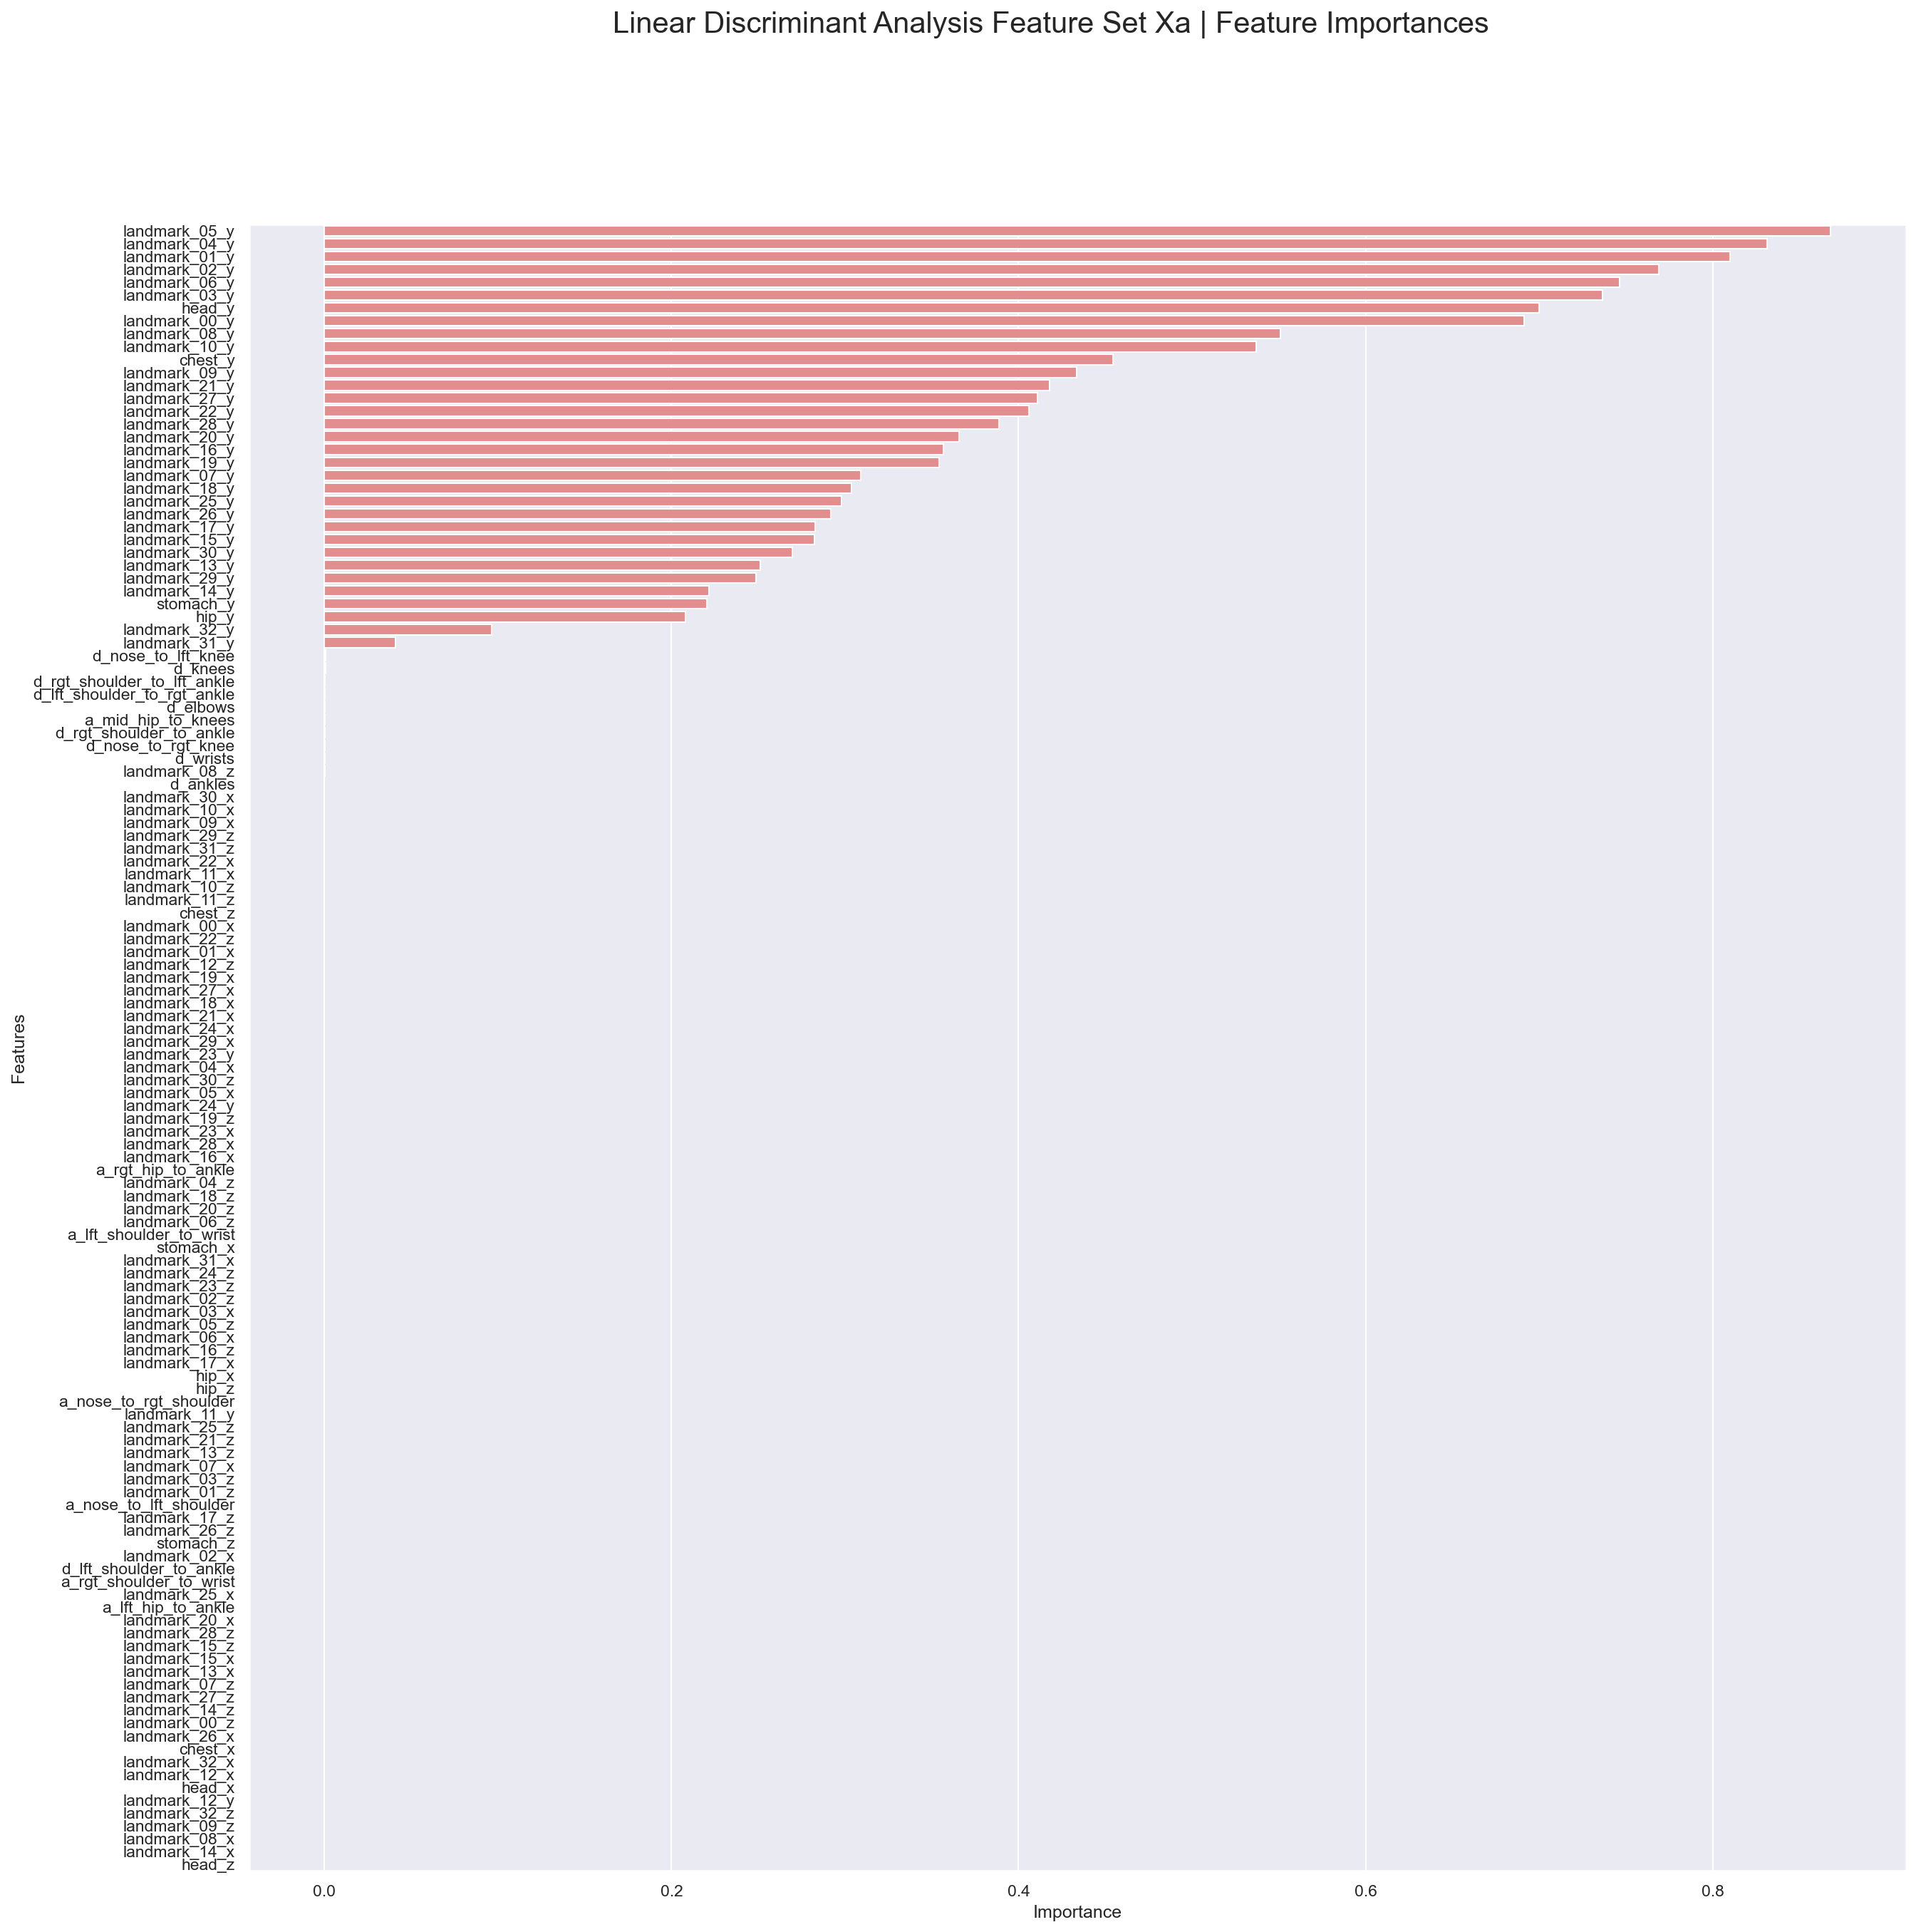 Linear Discriminant Analysis Feature Set Xa | Feature Importances
landmark_05_y
landmark_04_y
landmark_01_y
landmark_02_y
landmark_06_y
landmark_03_y
head_y
landmark_00_y
landmark_08_y
landmark_10_y
chest_y
landmark_09_y
landmark_21_y
landmark_27_y
landmark_22_y
landmark_28_y
landmark_20_y
landmark_16_y
landmark_19_y
landmark_07_y
landmark_18_y
landmark_25_y
landmark_26_y
landmark_17_y
landmark_15_y
landmark_30_y
landmark_13_y
landmark_29_y
landmark_14_y
stomach_y
hip_y
landmark_32_y
landmark_31_y
d_nose_to_lft_knee
d_knees
d_rgt_shoulder_to_lft_ankle
d_lft_shoulder_to_rgt_ankle
d_elbows
a_mid_hip_to_knees
d_rgt_shoulder_to_ankle
d_nose_to_rgt_knee
d_wrists
landmark_08_z
d_ankles
landmark_30_x
landmark_10_x
landmark_09_x
landmark_29_z
landmark_31_z
landmark_22_x
landmark_11_x
landmark_10_z
landmark_11_z
chest_z
landmark_00_x
landmark_22_z
landmark_01_x
landmark_12_z
landmark_19_x
landmark_27_x
landmark_18_x
landmark_21_x
landmark_24_x
landmark_29_x
landmark_23_y
landmark_04_x
landmark_30_z
landmark_05_x
landmark_24_y
landmark_19_z
landmark_23_x
landmark_28_x
landmark_16_x
a_rgt_hip_to_ankle
landmark_04_z
landmark_18_z
landmark_20_z
landmark_06_z
a_lft_shoulder_to_wrist
stomach_x
landmark_31_x
landmark_24_z
landmark_23_z
landmark_02_z
landmark_03_x
landmark_05_z
landmark_06_x
landmark_16_z
landmark_17_x
hip_x
hip_z
a_nose_to_rgt_shoulder
landmark_11_y
landmark_25_z
landmark_21_z
landmark_13_z
landmark_07_x
landmark_03_z
landmark_01_z
a_nose_to_lft_shoulder
landmark_17_z
landmark_26_z
stomach_z
landmark_02_x
d_lft_shoulder_to_ankle
a_rgt_shoulder_to_wrist
landmark_25_x
a_lft_hip_to_ankle
landmark_20_x
landmark_28_z
landmark_15_z
landmark_15_x
landmark_13_x
landmark_07_z
landmark_27_z
landmark_14_z
landmark_00_z
landmark_26_x
chest_x
landmark_32_x
landmark_12_x
head_x
landmark_12_y
landmark_32_z
landmark_09_z
landmark_08_x
landmark_14_x
head_z
Features
0.0 0.2 0.4 0.6 0.8
Importance